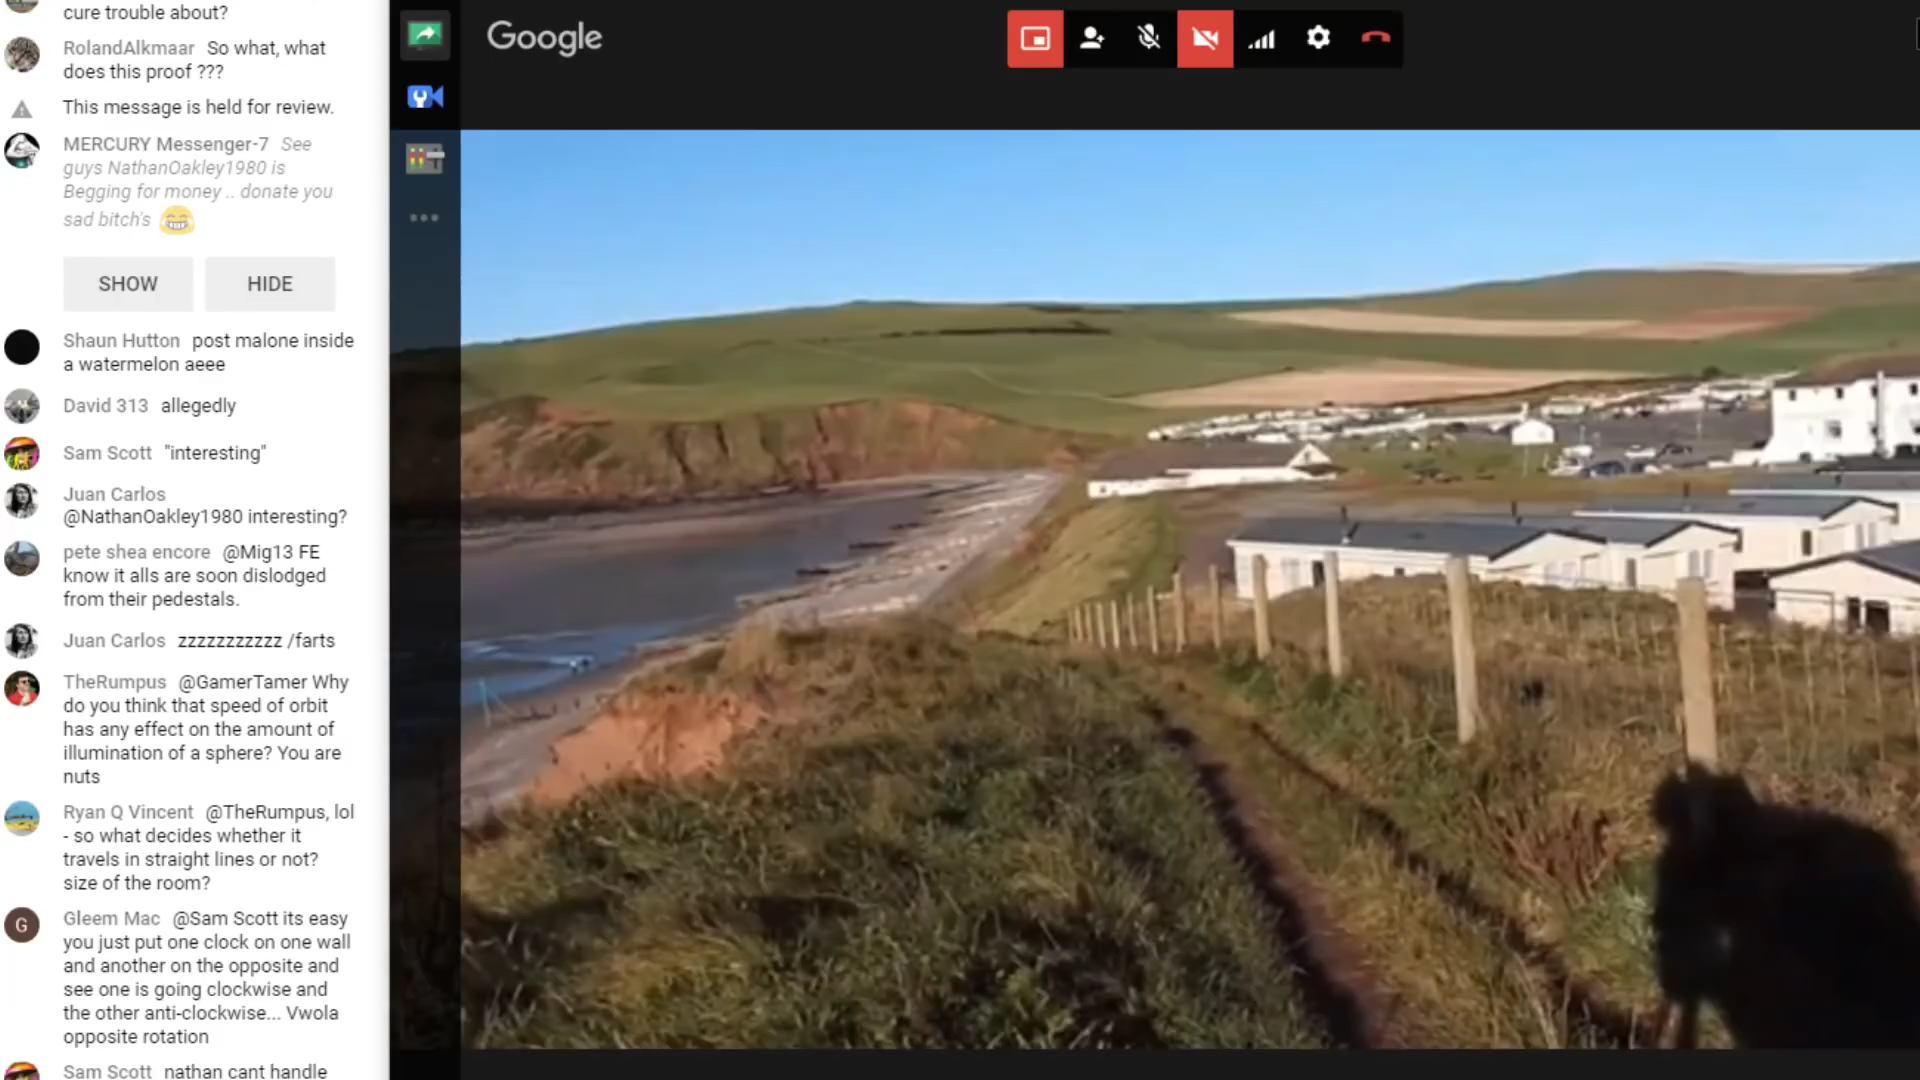 cure trouble about?
RolandAlkmaar So what, what
does this proof ???
This message is held for review.
MERCURY Messenger-7 See
guys NathanOakley1980 is
Begging for money .. donate you
sad bitch's
SHOW HIDE
Shaun Hutton post malone inside
a watermelon aeee
David 313 allegedly
Sam Scott "interesting"
Juan Carlos
@NathanOakley1980 interesting?
pete shea encore @Mig13 FE
know it alls are soon dislodged
from their pedestals.
Juan Carlos zzzzzzzzzzz /farts
TheRumpus @GamerTamer Why
do you think that speed of orbit
has any effect on the amount of
illumination of a sphere? You are
nuts
Ryan Q Vincent @TheRumpus, lol
- so what decides whether it
travels in straight lines or not?
size of the room?
G
Gleem Mac @Sam Scott its easy
you just put one clock on one wall
and another on the opposite and
see one is going clockwise and
the other anti-clockwise... Vwola
opposite rotation
Sam Scott nathan cant handle
Google